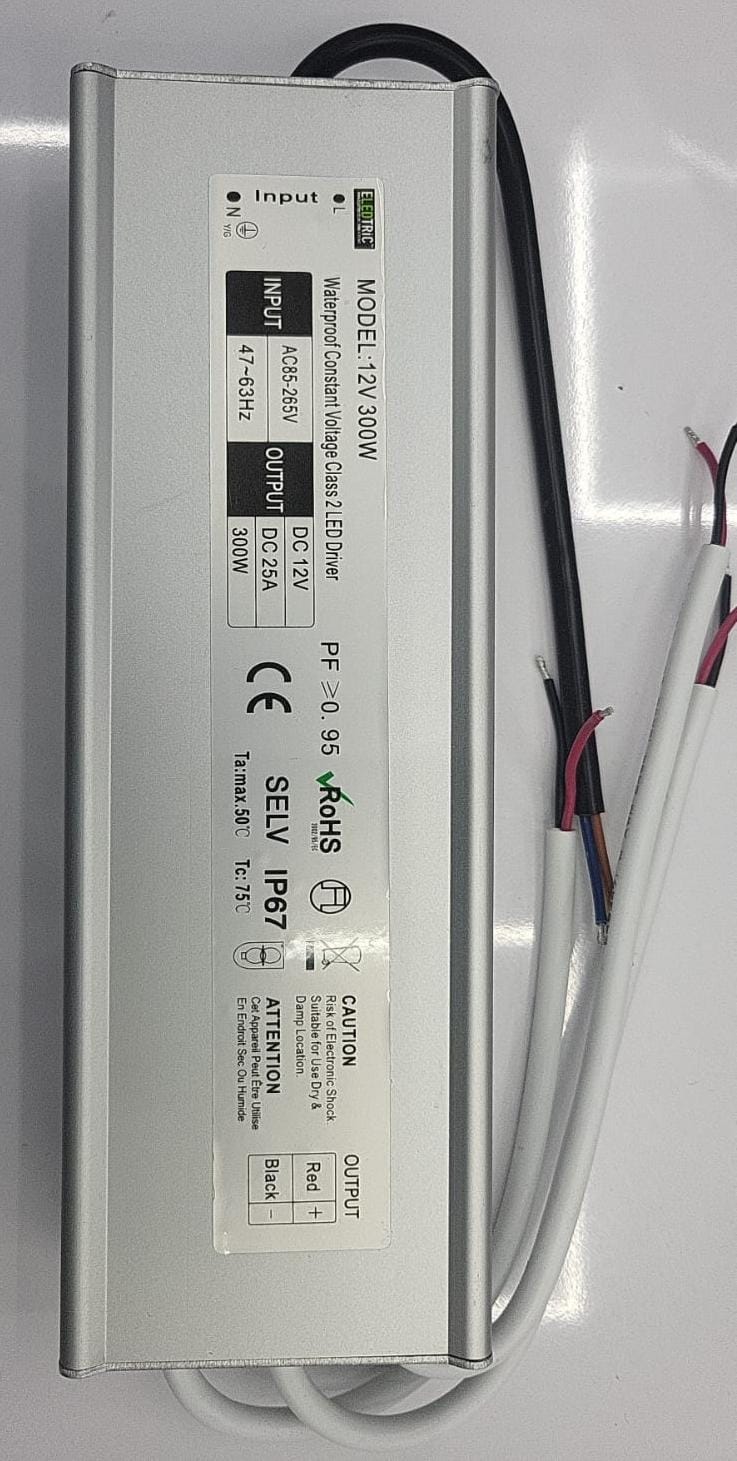 ELEDTRIC
L
Input
N
Y/G
MODEL:12V 300W
Waterproof Constant Voltage Class 2 LED Driver
INPUT
AC85-265V
47~63Hz
OUTPUT
DC 12V
DC 25A
300W
PF ≥0.95
RoHS
CE
SELV IP67
Ta:max.50℃ Tc:75℃
CAUTION
Risk of Electronic Shock.
Suitable for Use Dry &
Damp Location.
ATTENTION
Cet Appareil Peut Être Utilise
En Endroit Sec Ou Humide
OUTPUT
Red +
Black -